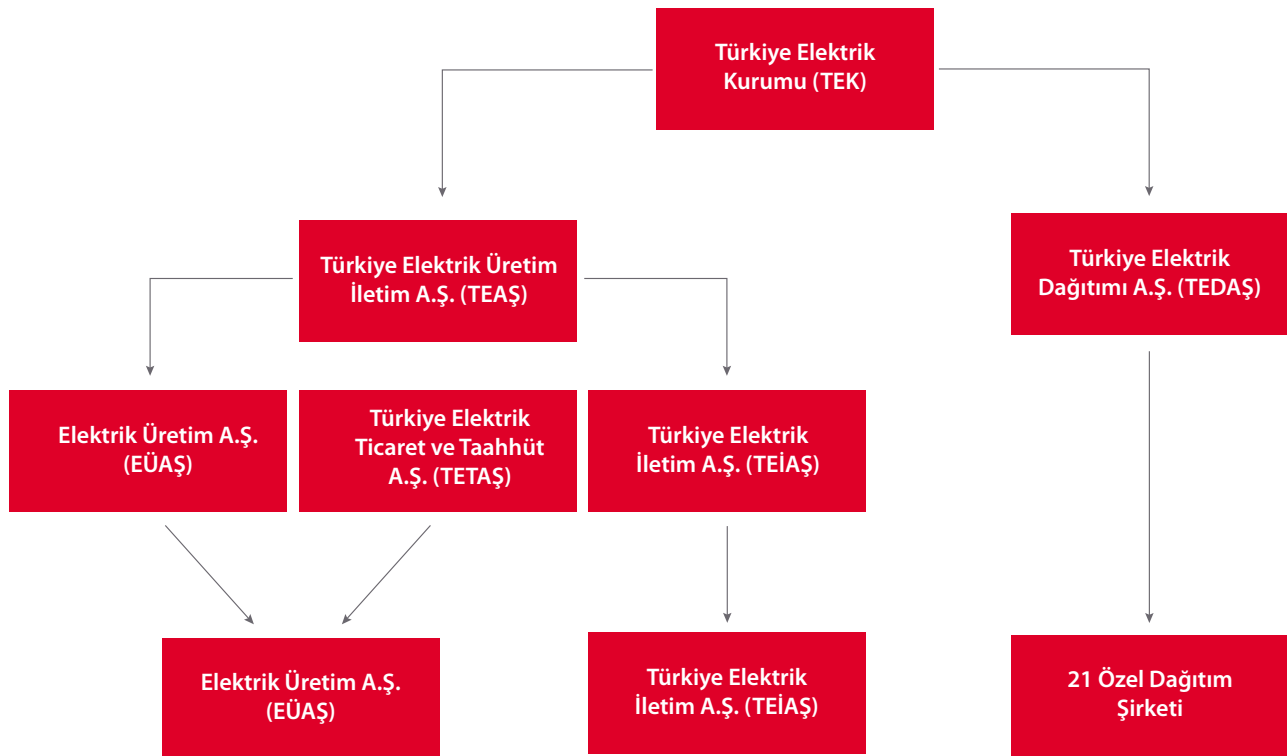 Türkiye Elektrik
Kurumu (TEK)
Türkiye Elektrik Üretim
İletim A.Ş. (TEAŞ)
Türkiye Elektrik
Dağıtımı A.Ş. (TEDAŞ)
Elektrik Üretim A.Ş.
(EÜAŞ)
Türkiye Elektrik
Ticaret ve Taahhüt
A.Ş. (TETAŞ)
Türkiye Elektrik
İletim A.Ş. (TEİAŞ)
Elektrik Üretim A.Ş.
(EÜAŞ)
Türkiye Elektrik
İletim A.Ş. (TEİAŞ)
21 Özel Dağıtım
Şirketi